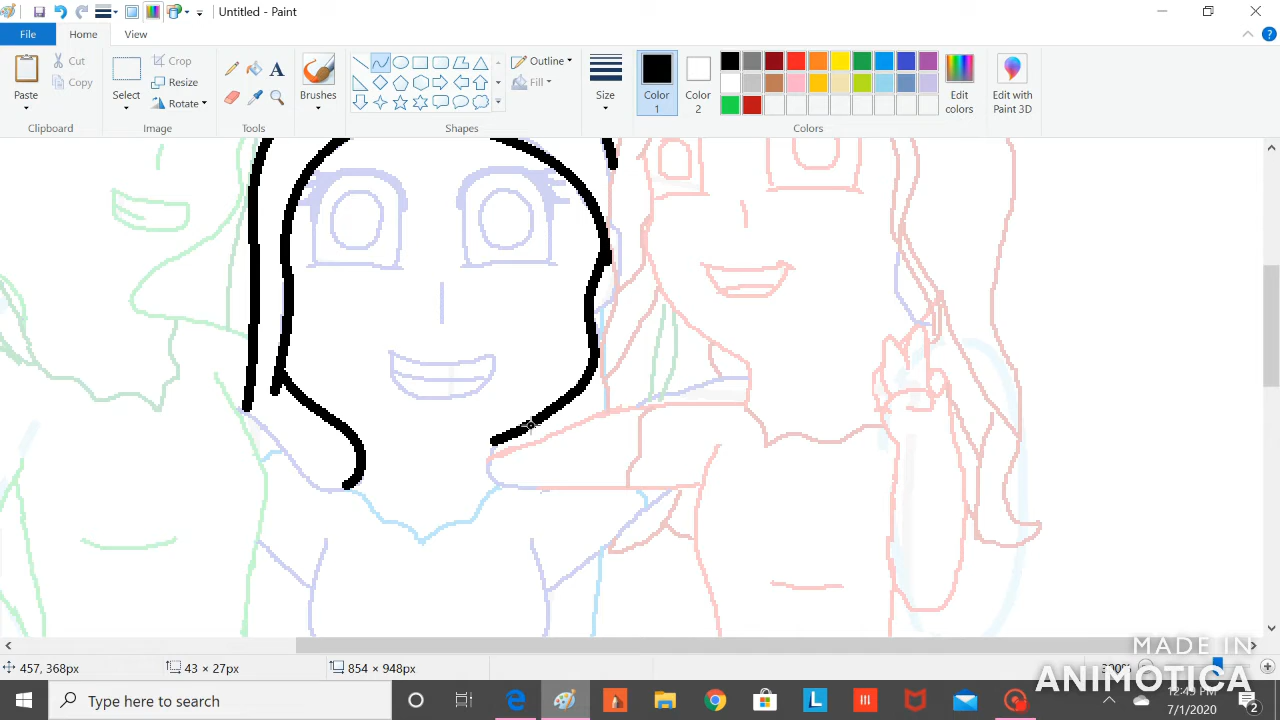 Untitled - Paint
File
Home
View
Paste
Cut
Copy
Clipboard
Select
Crop
Resize
Rotate
Image
Tools
Brushes
Outline
Fill
Shapes
Size
Color
1
Color
2
Edit
colors
Edit with
Paint 3D
Colors
457, 368px
43 × 27px
854 × 948px
MADE IN
ANIMOTICA
Type here to search
L
7/1/2020
2